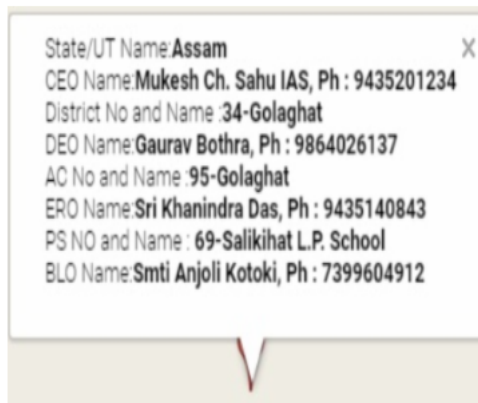 State/UT Name:Assam
CEO Name:Mukesh Ch. Sahu IAS, Ph : 9435201234
District No and Name :34-Golaghat
DEO Name:Gaurav Bothra, Ph : 9864026137
AC No and Name :95-Golaghat
ERO Name:Sri Khanindra Das, Ph : 9435140843
PS NO and Name : 69-Salikihat L.P. School
BLO Name:Smti Anjoli Kotoki, Ph : 7399604912